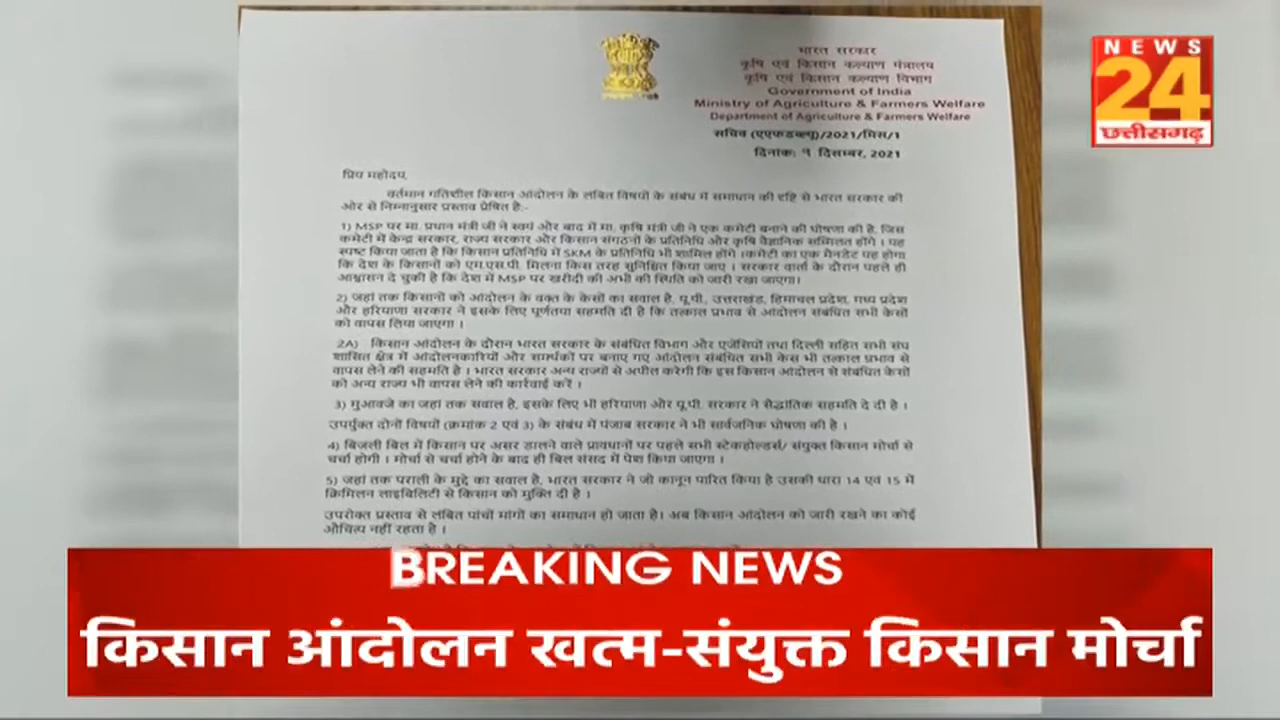 भारत सरकार
कृषि एवं किसान कल्याण मंत्रालय
कृषि एवं किसान कल्याण विभाग
Government of India
Ministry of Agriculture & Farmers Welfare
Department of Agriculture & Farmers Welfare
सचिव (एएफडब्ल्यू)/2021/मिस/1
दिनांक: ९ दिसम्बर, 2021
NEWS
24
छत्तीसगढ़
प्रिय महोदय,
वर्तमान गतिशील किसान आंदोलन के लंबित विषयों के संबंध में समाधान की दृष्टि से भारत सरकार की
ओर से निम्नानुसार प्रस्ताव प्रेषित है:-
1) MSP पर मा. प्रधान मंत्री जी ने स्वयं और बाद में मा. कृषि मंत्री जी ने एक कमेटी बनाने की घोषणा की है, जिस
कमेटी में केन्द्र सरकार, राज्य सरकार और किसान संगठनों के प्रतिनिधि और कृषि वैज्ञानिक सम्मिलत होंगे । यह
स्पष्ट किया जाता है कि किसान प्रतिनिधि में SKM के प्रतिनिधि भी शामिल होंगे ।कमेटी का एक मैनडेट यह होगा
कि देश के किसानों को एम.एस.पी. मिलना किस तरह सुनिश्चित किया जाए । सरकार वार्ता के दौरान पहले ही
आश्वासन दे चुकी है कि देश में MSP पर खरीदी की अभी की स्थिति को जारी रखा जाएगा।
2) जहां तक किसानों को आंदोलन के वक्त के केसों का सवाल है, यू.पी., उत्तराखंड, हिमाचल प्रदेश, मध्य प्रदेश
और हरियाणा सरकार ने इसके लिए पूर्णतया सहमति दी है कि तत्काल प्रभाव से आंदोलन संबंधित सभी केसों
को वापस लिया जाएगा ।
2A) किसान आंदोलन के दौरान भारत सरकार के संबंधित विभाग और एजेंसियों तथा दिल्ली सहित सभी संघ
शासित क्षेत्र में आंदोलनकारियों और समर्थकों पर बनाए गए आंदोलन संबंधित सभी केस भी तत्काल प्रभाव से
वापस लेने की सहमति है । भारत सरकार अन्य राज्यों से अपील करेगी कि इस किसान आंदोलन से संबंधित केसों
को अन्य राज्य भी वापस लेने की कार्रवाई करें ।
3) मुआवजे का जहां तक सवाल है, इसके लिए भी हरियाणा और यू.पी. सरकार ने सैद्धांतिक सहमति दे दी है ।
उपर्युक्त दोनों विषयों (क्रमांक 2 एवं 3) के संबंध में पंजाब सरकार ने भी सार्वजनिक घोषणा की है ।
4) बिजली बिल में किसान पर असर डालने वाले प्रावधानों पर पहले सभी स्टेकहोल्डर्स/ संयुक्त किसान मोर्चा से
चर्चा होगी । मोर्चा से चर्चा होने के बाद ही बिल संसद में पेश किया जाएगा ।
5) जहां तक पराली के मुद्दे का सवाल है, भारत सरकार ने जो कानून पारित किया है उसकी धारा 14 एवं 15 में
क्रिमिनल लाइबिलिटी से किसान को मुक्ति दी है ।
उपरोक्त प्रस्ताव से लंबित पांचों मांगों का समाधान हो जाता है। अब किसान आंदोलन को जारी रखने का कोई
औचित्य नहीं रहता है ।
BREAKING NEWS
किसान आंदोलन खत्म-संयुक्त किसान मोर्चा